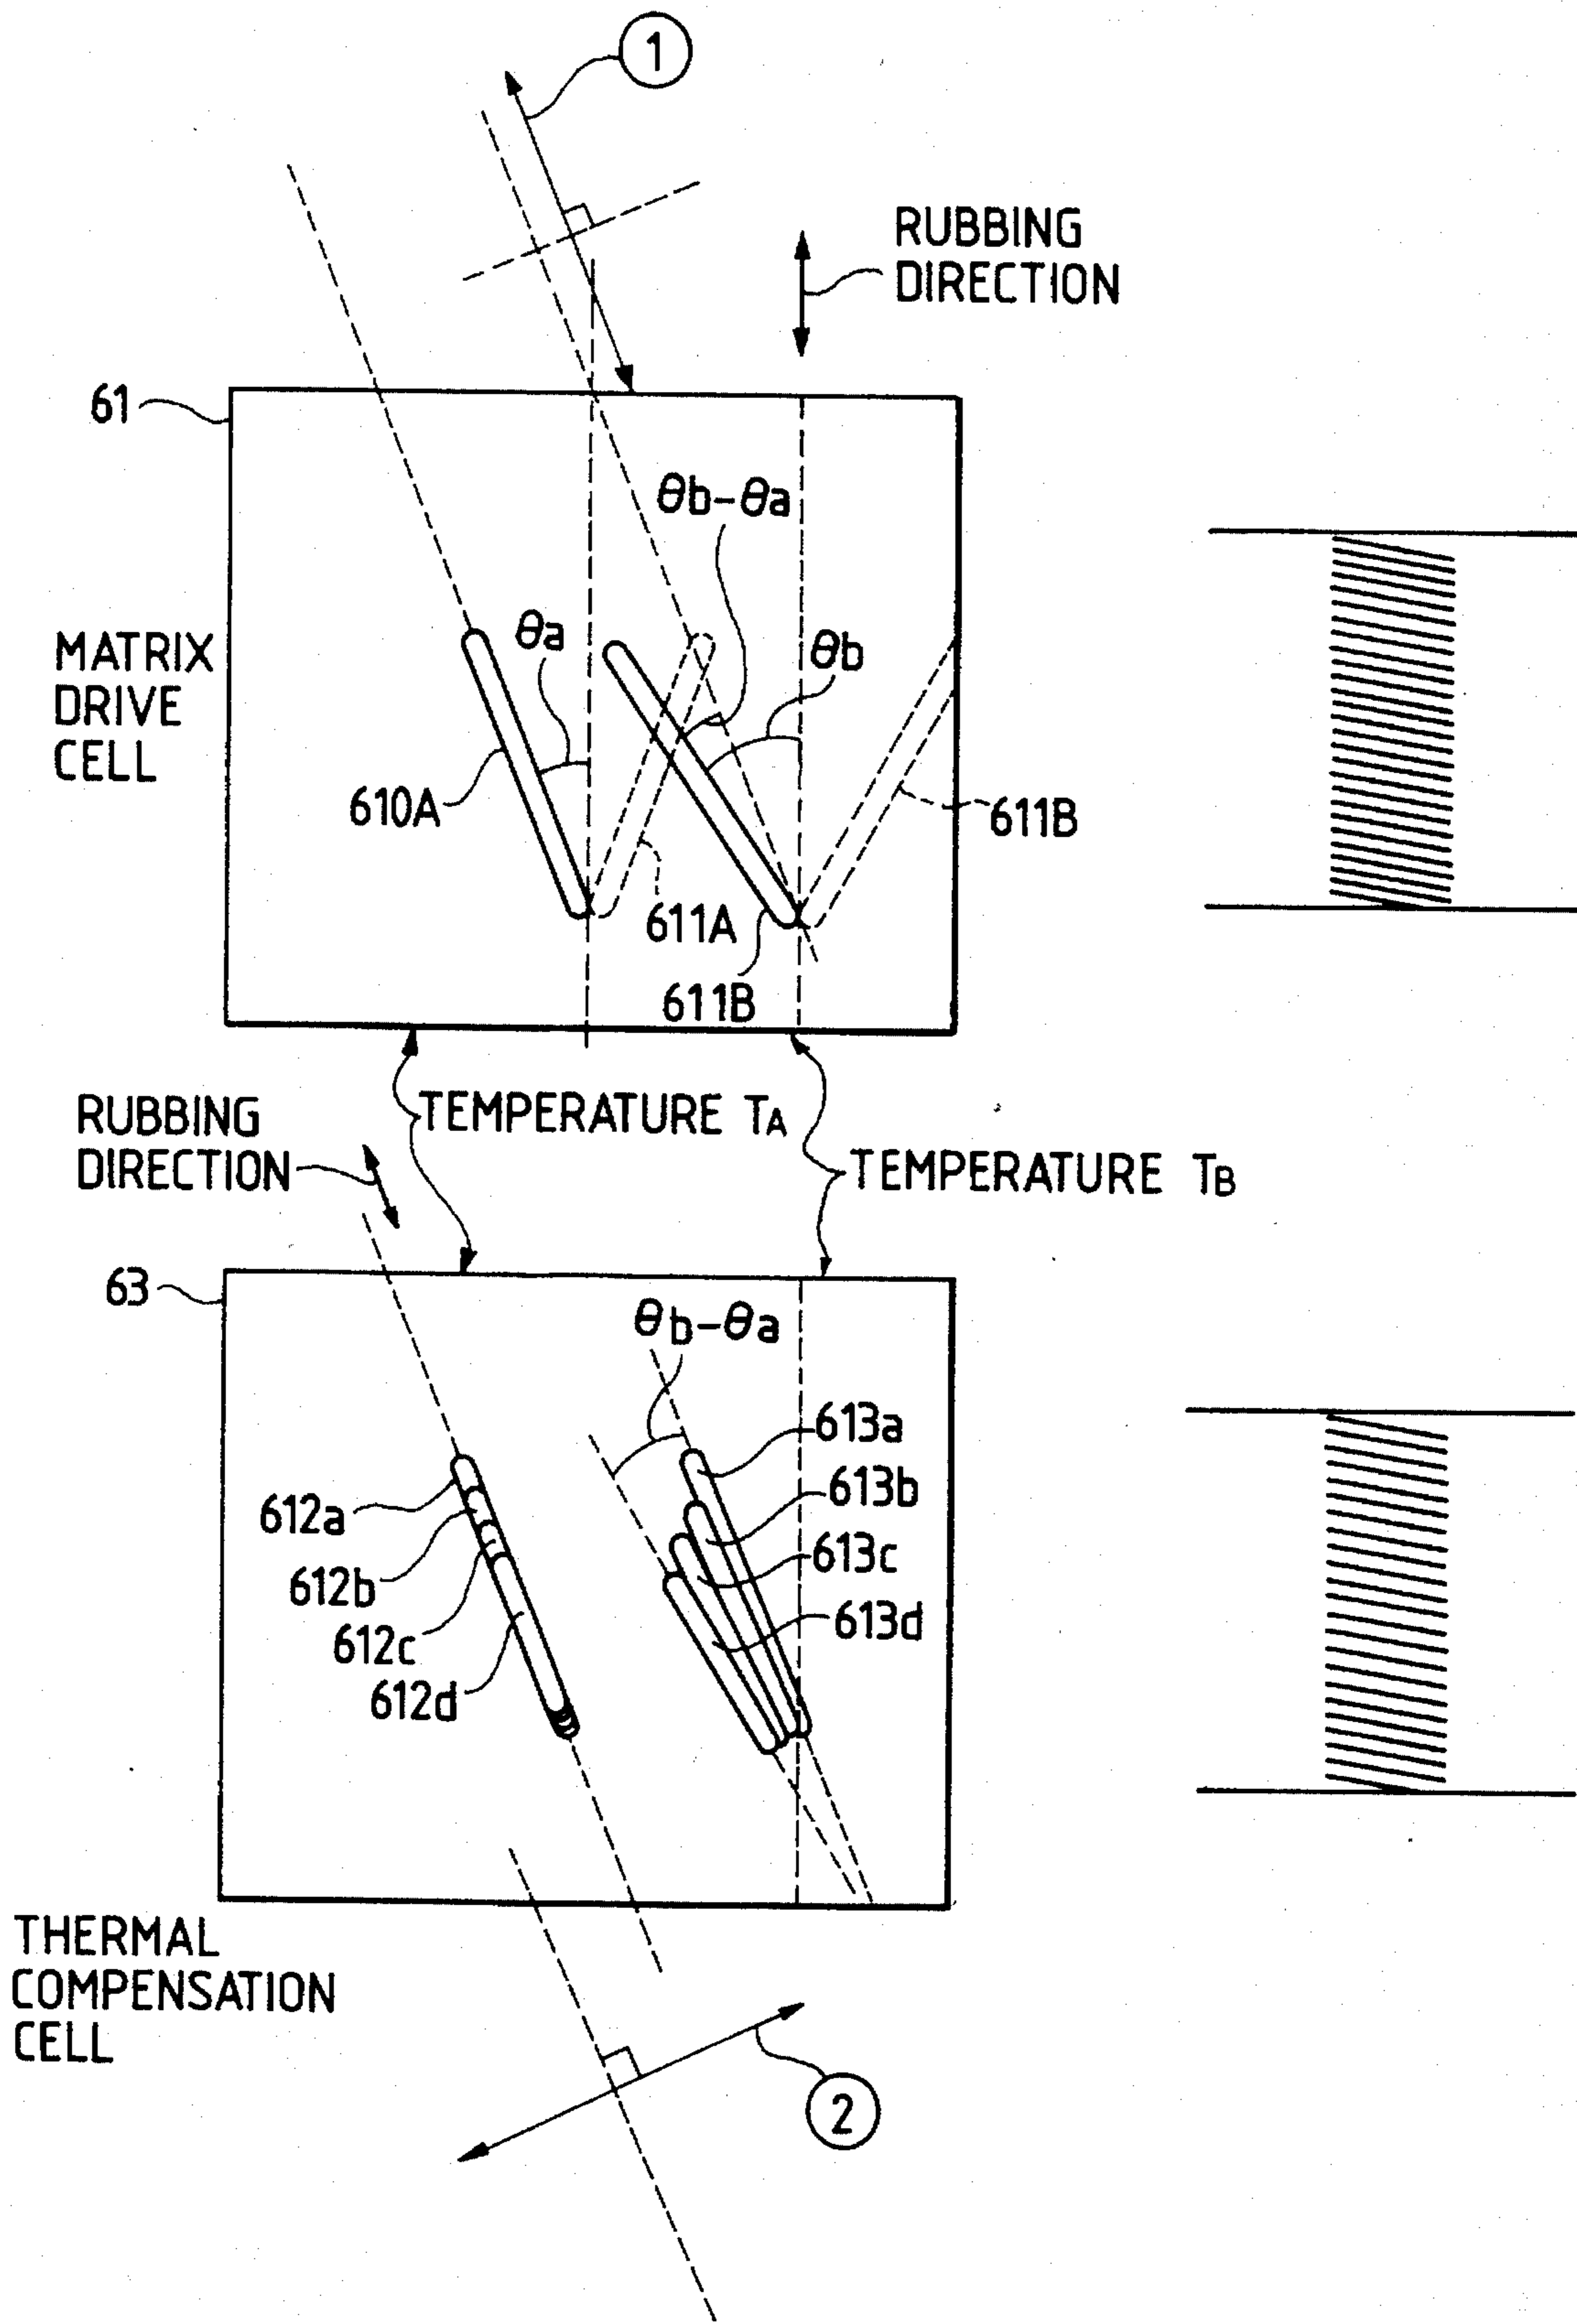 1
RUBBING
DIRECTION
61
θb-θa
MATRIX
DRIVE
CELL
θa
θb
610A
611B
611A
611B
RUBBING
DIRECTION
TEMPERATURE TA
TEMPERATURE TB
63
θb-θa
613a
612a
613b
612b
613c
612c
613d
612d
THERMAL
COMPENSATION
CELL
2